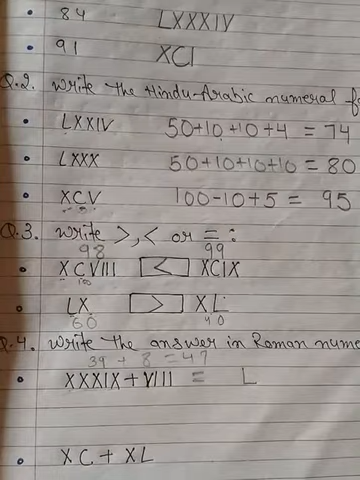 • 84 LXXXIV
• 91 XCI
Q.2. Write the Hindu-Arabic numeral
• LXXIV 50+10+10+4 = 74
• LXXX 50+10+10+10 = 80
• XCV 100-10+5 = 95
Q.3. Write >, < or = :
98 99
• XCVIII < XCIX
100
• LX > XL
60 40
Q.4. Write the answer in Roman
39 + 8 = 47
• XXXIX + VIII = L
• XC + XL